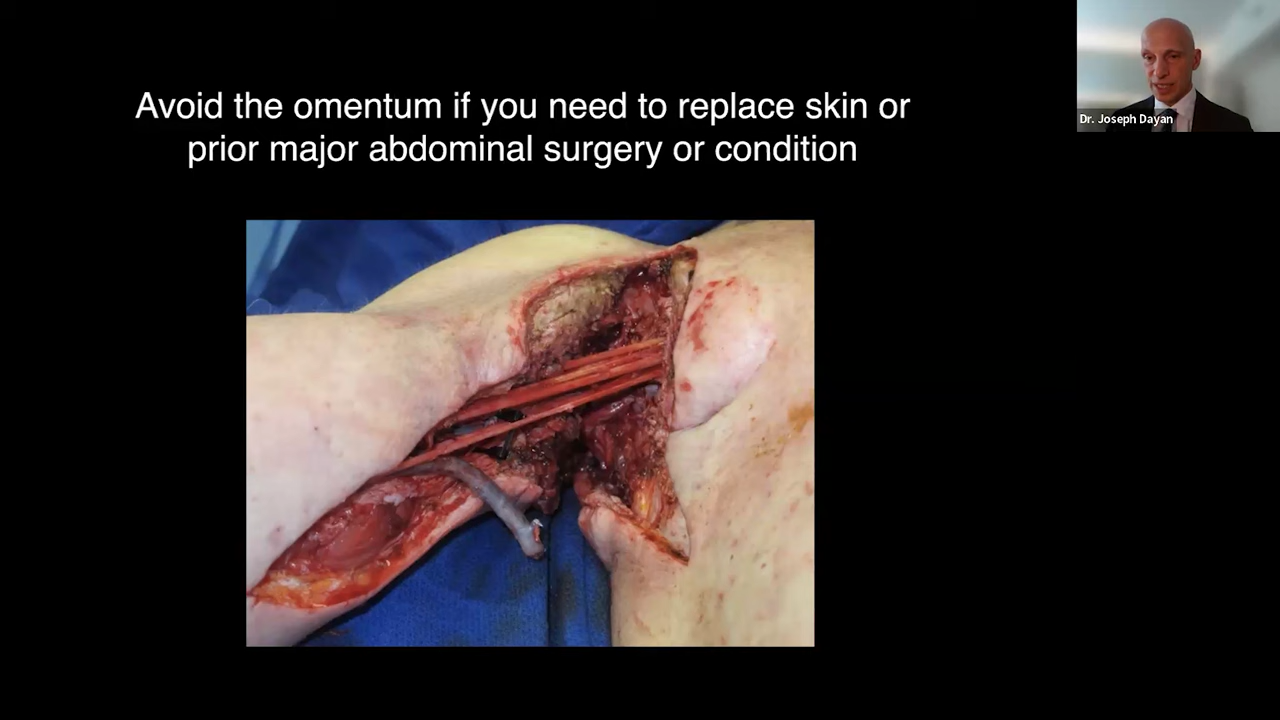 Avoid the omentum if you need to replace skin or
prior major abdominal surgery or condition
Dr. Joseph Dayan